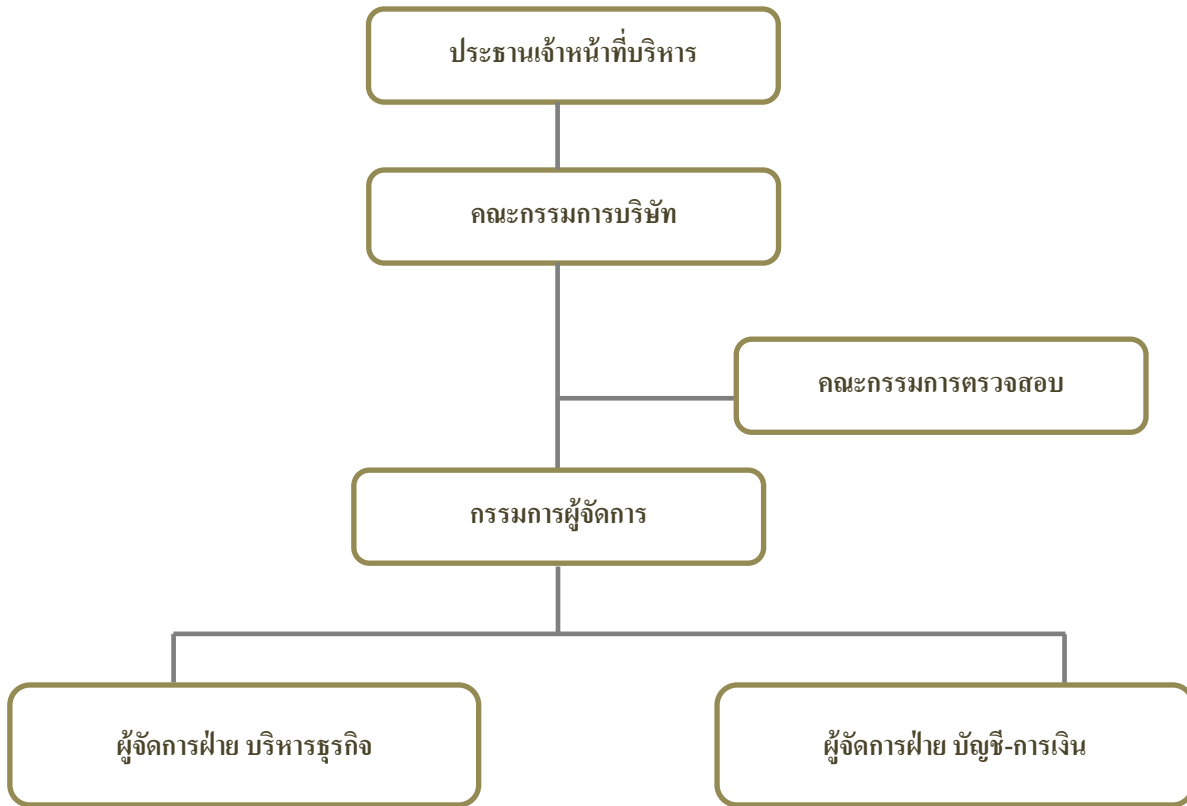 ประธานเจ้าหน้าที่บริหาร
คณะกรรมการบริษัท
คณะกรรมการตรวจสอบ
กรรมการผู้จัดการ
ผู้จัดการฝ่าย บริหารธุรกิจ
ผู้จัดการฝ่าย บัญชี-การเงิน